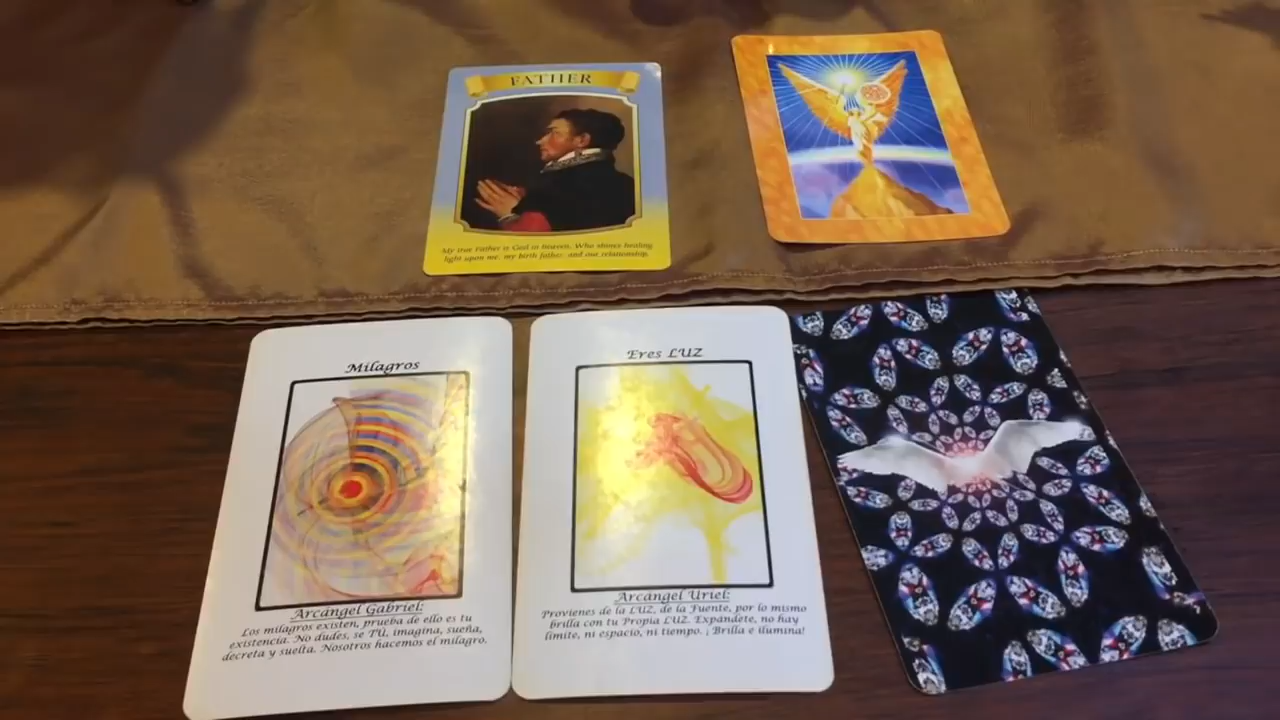 FATHER
My true Father is God in heaven, Who shines healing
light upon me, my birth father, and our relationship.
Milagros
Arcángel Gabriel:
Los milagros existen, prueba de ello es tu
existencia. No dudes, se TÚ, imagina, sueña,
decreta y suelta. Nosotros hacemos el milagro.
Eres LUZ
Arcángel Uriel:
Provienes de la LUZ, de la Fuente, por lo mismo
brilla con tu Propia LUZ. Expándete, no hay
límite, ni espacio, ni tiempo. ¡Brilla e ilumina!